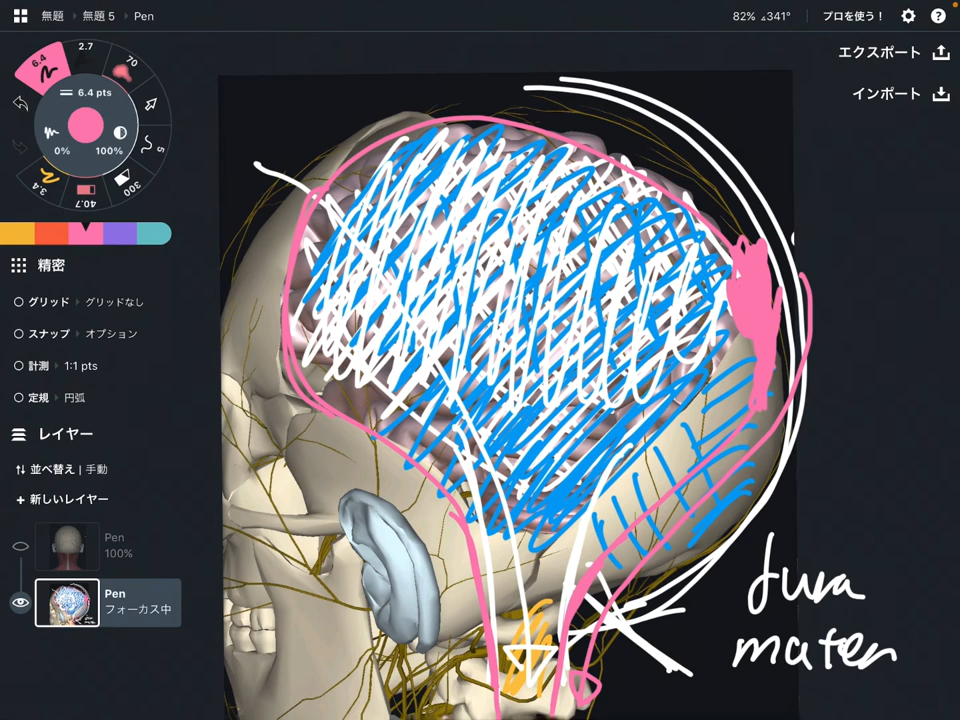 無題 › 無題 5 › Pen
82% ⊿341°
プロを使う！
?
エクスポート
インポート
2.7
6.4
70
5
300
40.7
3.4
6.4 pts
0% 100%
精密
グリッド ▸ グリッドなし
スナップ ▸ オプション
計測 ▸ 1:1 pts
定規 ▸ 円弧
レイヤー
並べ替え | 手動
+ 新しいレイヤー
Pen
100%
Pen
フォーカス中
dura
mater